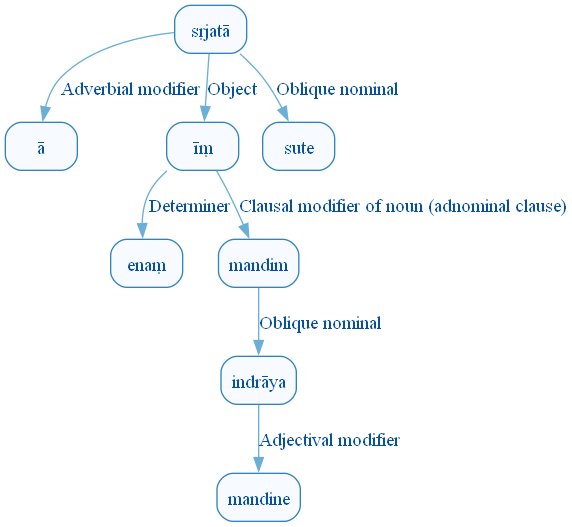 sṛjatā
Adverbial modifier Object Oblique nominal
ā īṃ sute
Determiner Clausal modifier of noun (adnominal clause)
enaṃ mandim
Oblique nominal
indrāya
Adjectival modifier
mandine